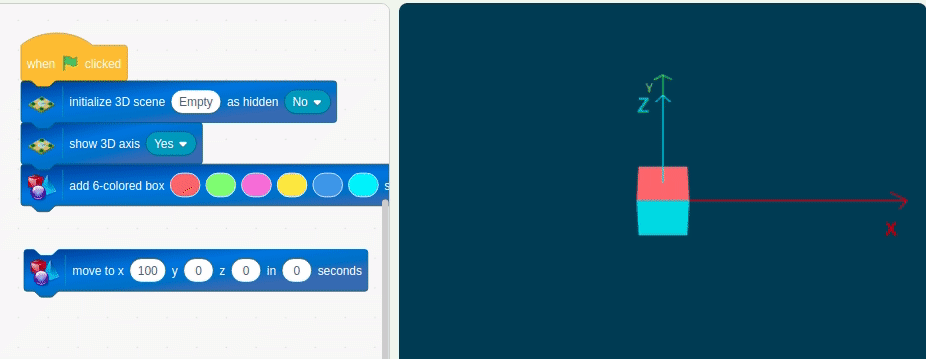 when clicked
initialize 3D scene Empty as hidden No
show 3D axis Yes
add 6-colored box s
move to x 100 y 0 z 0 in 0 seconds
Y
Z
X